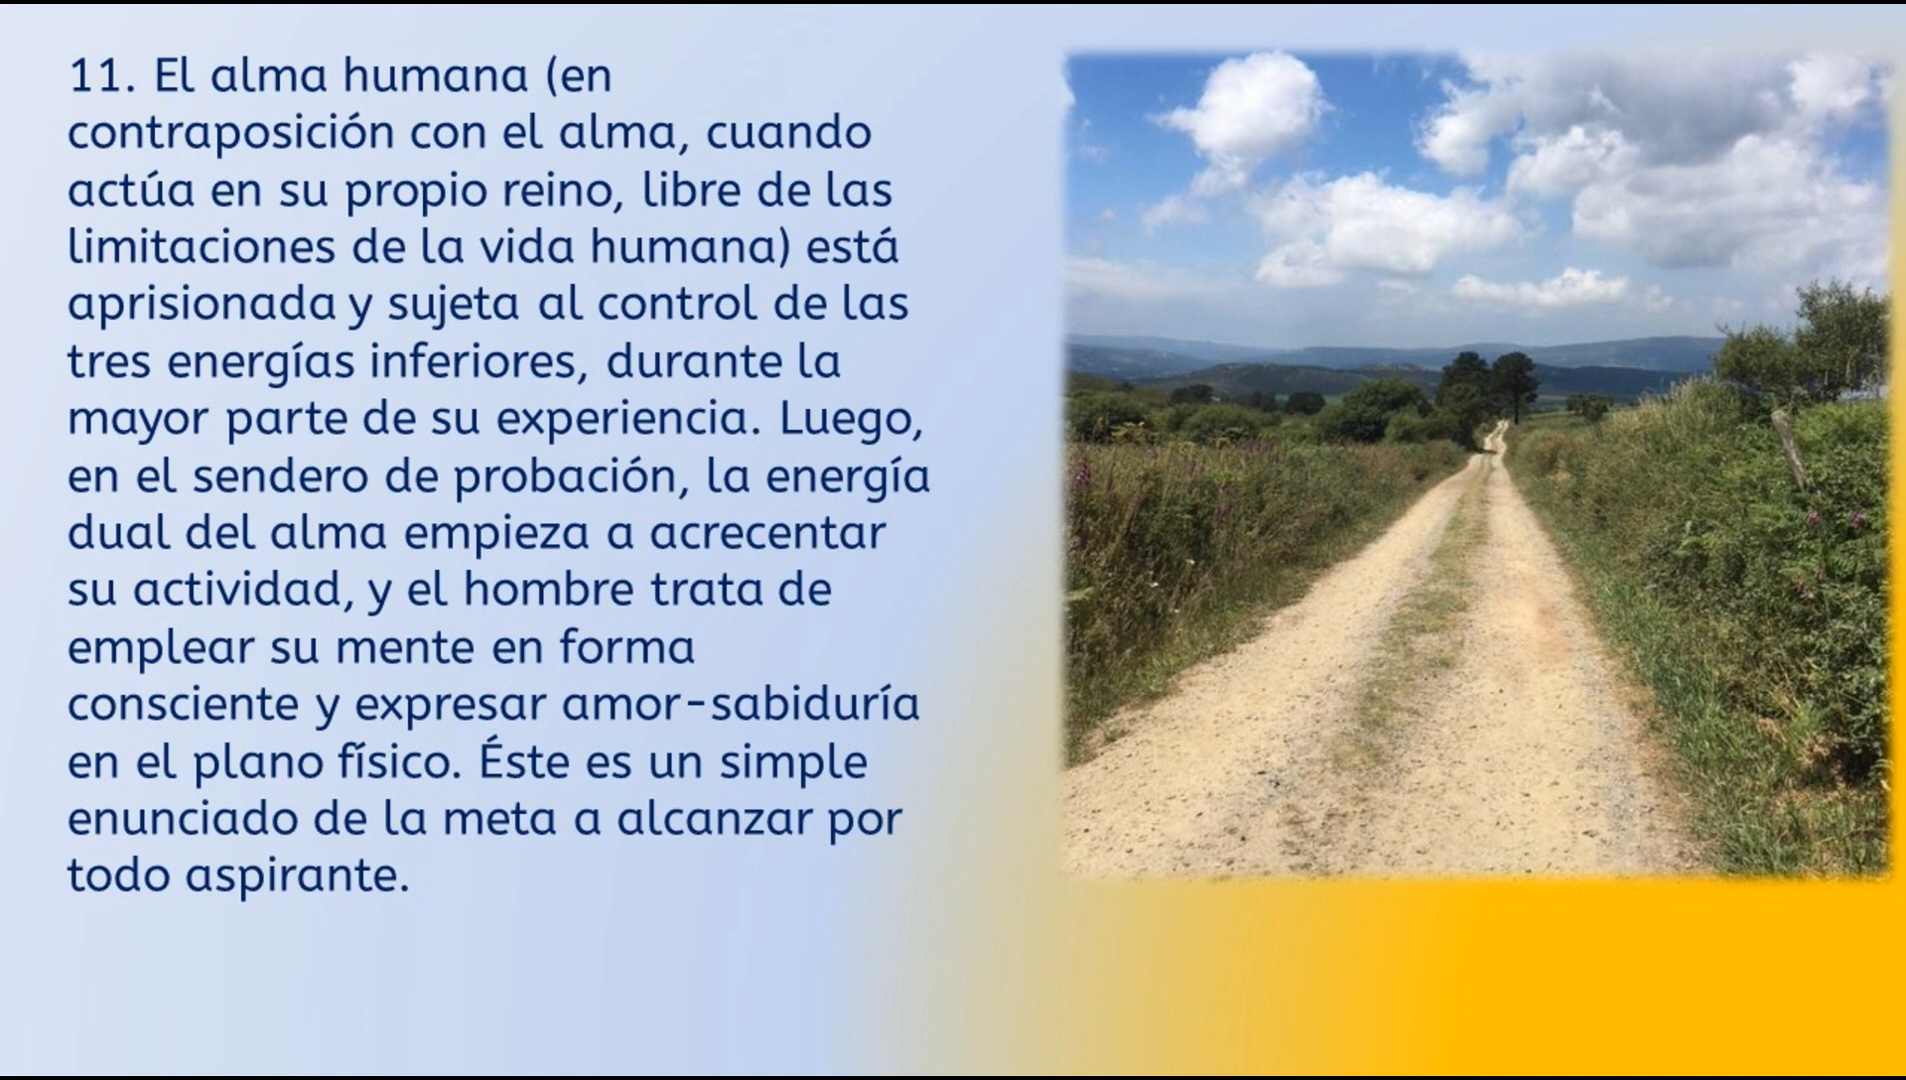 11. El alma humana (en
contraposición con el alma, cuando
actúa en su propio reino, libre de las
limitaciones de la vida humana) está
aprisionada y sujeta al control de las
tres energías inferiores, durante la
mayor parte de su experiencia. Luego,
en el sendero de probación, la energía
dual del alma empieza a acrecentar
su actividad, y el hombre trata de
emplear su mente en forma
consciente y expresar amor-sabiduría
en el plano físico. Éste es un simple
enunciado de la meta a alcanzar por
todo aspirante.